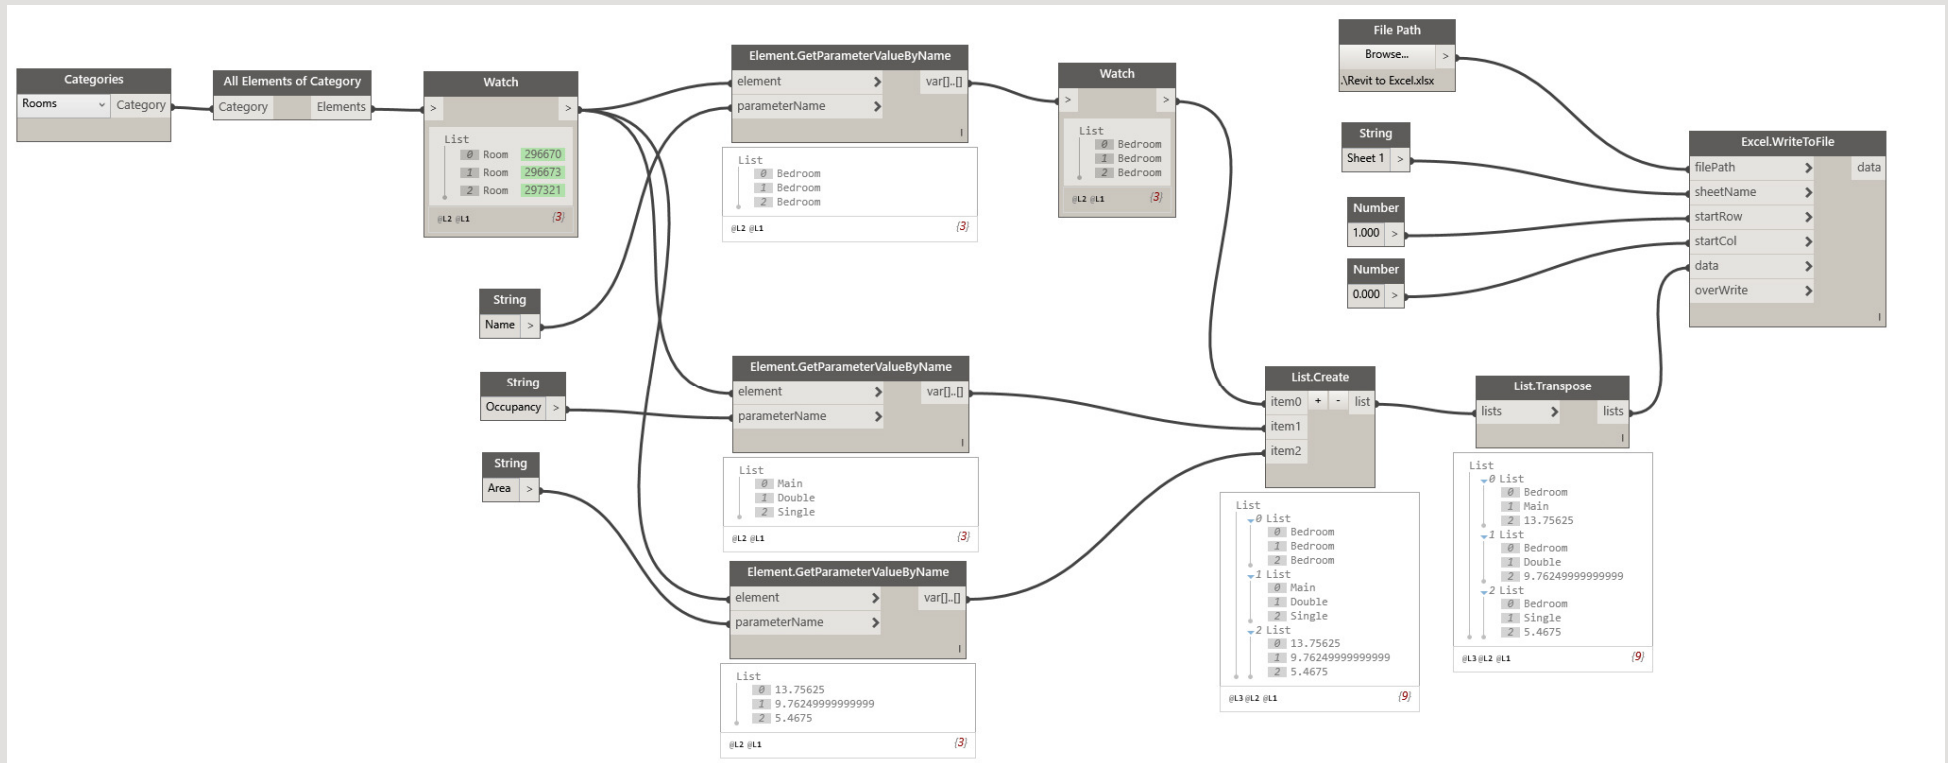 Categories
Rooms
Category
All Elements of Category
Category
Elements
Watch
>
>
List
0 Room 296670
1 Room 296673
2 Room 297321
@L2 @L1
{3}
String
Name >
String
Occupancy >
String
Area >
Element.GetParameterValueByName
element >
var[]..[]
parameterName >
l
List
0 Bedroom
1 Bedroom
2 Bedroom
@L2 @L1
{3}
Element.GetParameterValueByName
element >
var[]..[]
parameterName >
l
List
0 Main
1 Double
2 Single
@L2 @L1
{3}
Element.GetParameterValueByName
element >
var[]..[]
parameterName >
l
List
0 13.75625
1 9.76249999999999
2 5.4675
@L2 @L1
{3}
Watch
>
>
List
0 Bedroom
1 Bedroom
2 Bedroom
@L2 @L1
{3}
List.Create
item0 + - list
item1
item2
List
0 List
0 Bedroom
1 Bedroom
2 Bedroom
1 List
0 Main
1 Double
2 Single
2 List
0 13.75625
1 9.76249999999999
2 5.4675
@L3 @L2 @L1
{9}
List.Transpose
lists >
lists
l
List
0 List
0 Bedroom
1 Main
2 13.75625
1 List
0 Bedroom
1 Double
2 9.76249999999999
2 List
0 Bedroom
1 Single
2 5.4675
@L3 @L2 @L1
{9}
File Path
Browse... >
.\Revit to Excel.xlsx
String
Sheet 1 >
Number
1.000 >
Number
0.000 >
Excel.WriteToFile
filePath >
data
sheetName >
startRow >
startCol >
data >
overWrite >
l